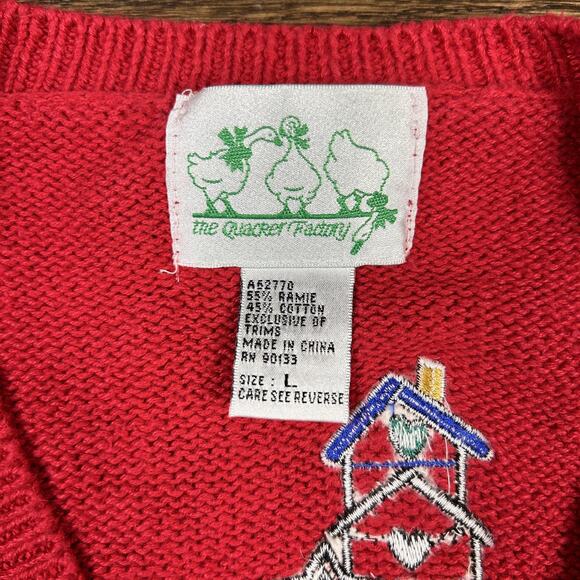 the Quacker Factory
A52770
55% RAMIE
45% COTTON
EXCLUSIVE OF
TRIMS
MADE IN CHINA
RN 90133
SIZE : L
CARE SEE REVERSE